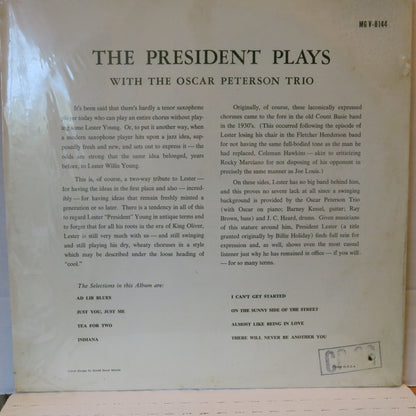 MG V-8144
THE PRESIDENT PLAYS
WITH THE OSCAR PETERSON TRIO
It's been said that there's hardly a tenor saxophone
player today who can play an entire chorus without play-
ing some Lester Young. Or, to put it another way, when
a modern saxophone player hits upon a jazz idea, sup-
posedly fresh and new, and sets out to express it — the
odds are strong that the same idea belonged, years
before, to Lester Willis Young.
This is, of course, a two-way tribute to Lester —
for having the ideas in the first place and also — incred-
ibly — for having ideas that remain freshly minted a
generation or so later. There is a tendency in all of this
to regard Lester "President" Young in antique terms and
to forget that for all his roots in the era of King Oliver,
Lester is still very much with us — and still swinging
and still playing his dry, wheaty choruses in a style
which may be described under the loose heading of
"cool."
Originally, of course, these laconically expressed
choruses came to the fore in the old Count Basie band
in the 1930's. (This occurred following the episode of
Lester losing his chair in the Fletcher Henderson band
for not having the same full-bodied tone as the man he
had replaced, Coleman Hawkins — akin to criticizing
Rocky Marciano for not disposing of his opponent in
precisely the same manner as Joe Louis.)
On these sides, Lester has no big band behind him,
and this proves no severe lack at all since a swinging
background is provided by the Oscar Peterson Trio
(with Oscar on piano; Barney Kessel, guitar; Ray
Brown, bass) and J. C. Heard, drums. Given musicians
of this stature around him, President Lester (a title
granted originally by Billie Holiday) finds full rein for
expression and, as well, shows even the most casual
listener just why he has remained in office — if you will —
for so many terms.
The Selections in this Album are:
AD LIB BLUES
JUST YOU, JUST ME
TEA FOR TWO
INDIANA
I CAN'T GET STARTED
ON THE SUNNY SIDE OF THE STREET
ALMOST LIKE BEING IN LOVE
THERE WILL NEVER BE ANOTHER YOU
Cover Design by David Stone Martin